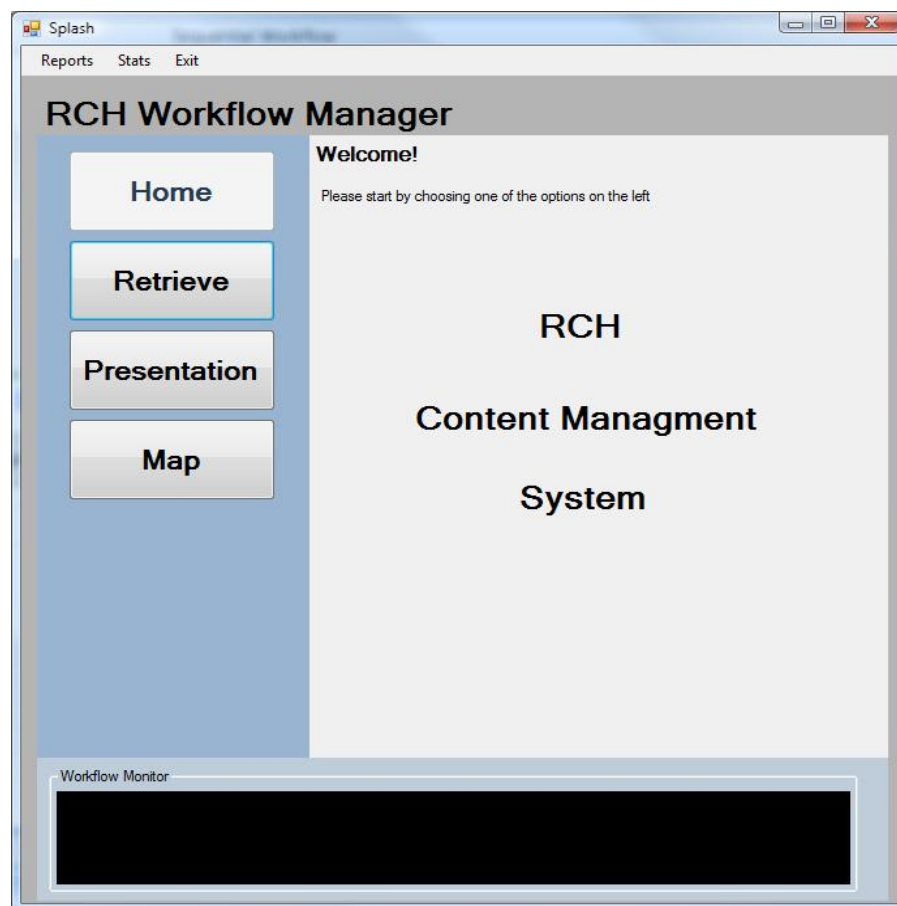 Splash
Reports Stats Exit
RCH Workflow Manager
Home
Retrieve
Presentation
Map
Welcome!
Please start by choosing one of the options on the left
RCH
Content Managment
System
Workflow Monitor